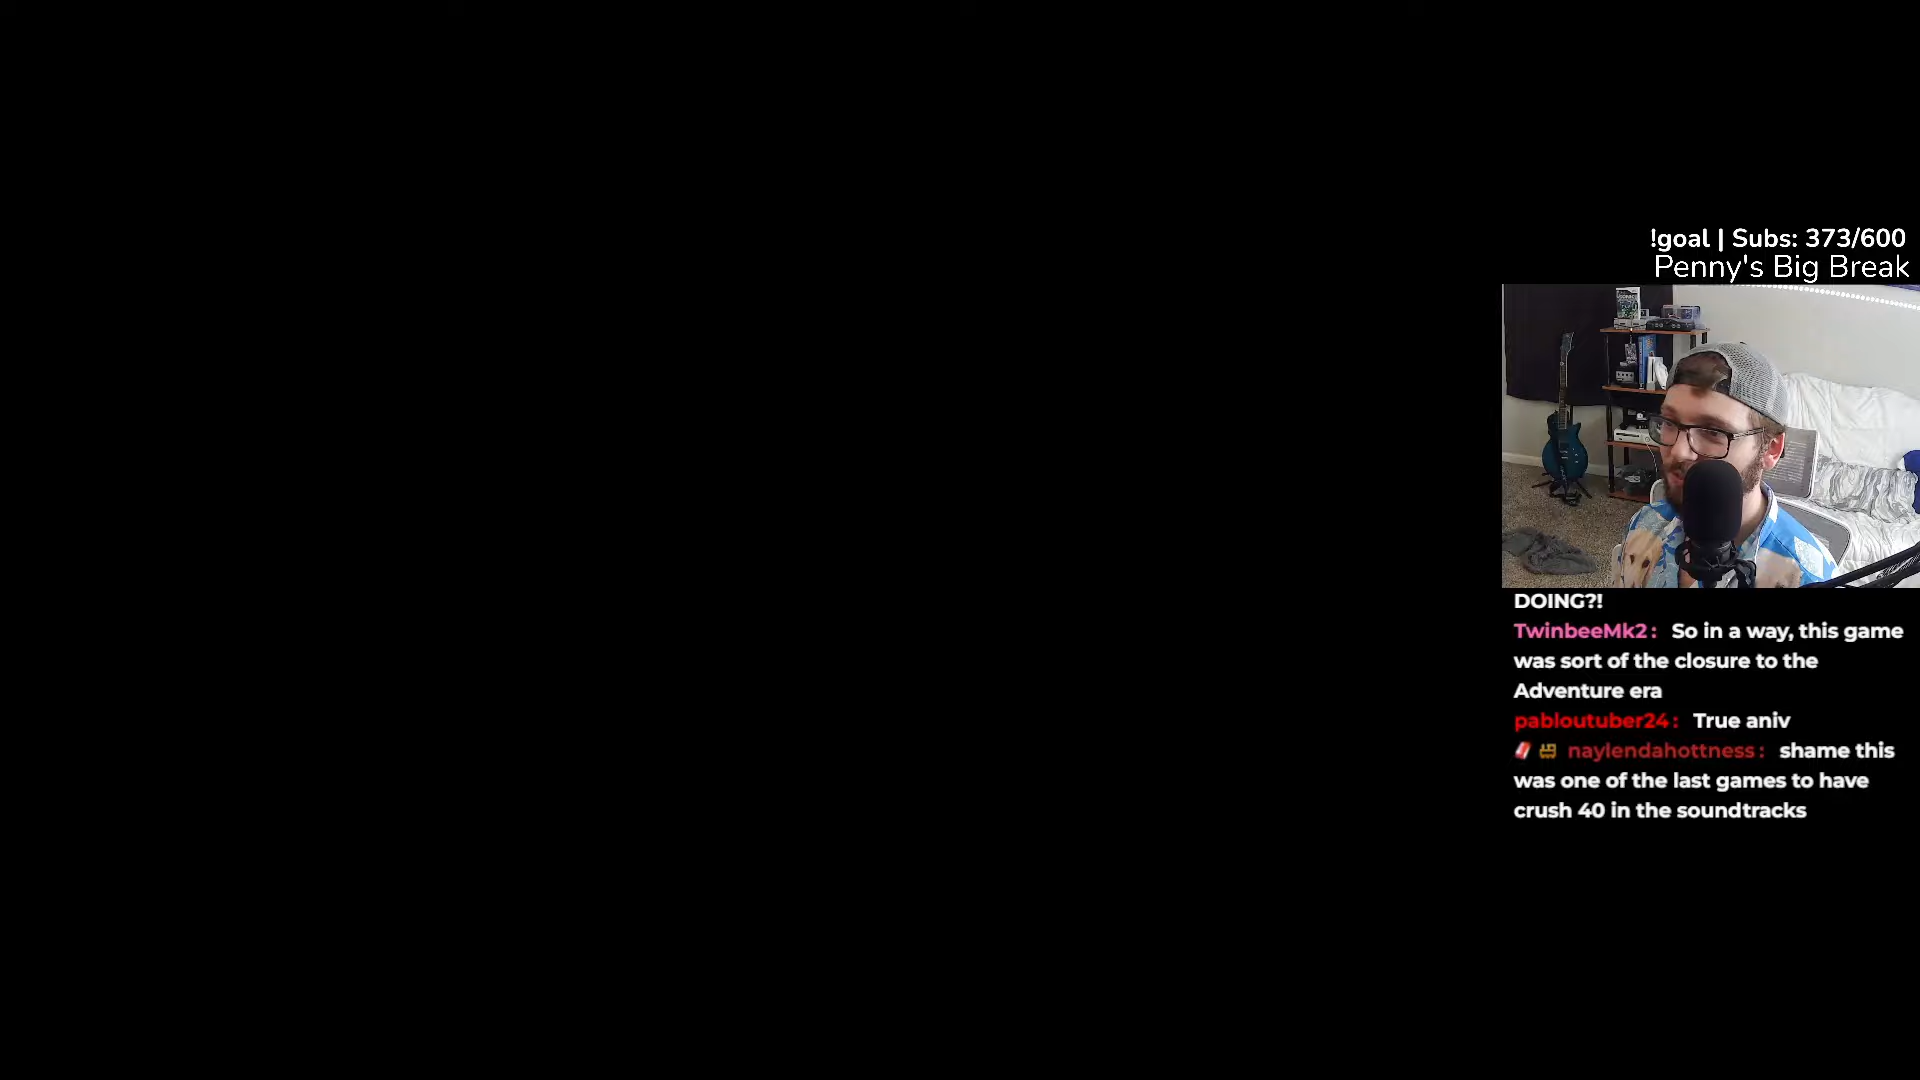 !goal | Subs: 373/600
Penny's Big Break
DOING?!
TwinbeeMk2: So in a way, this game
was sort of the closure to the
Adventure era
pabloutuber24: True aniv
naylendahottness: shame this
was one of the last games to have
crush 40 in the soundtracks